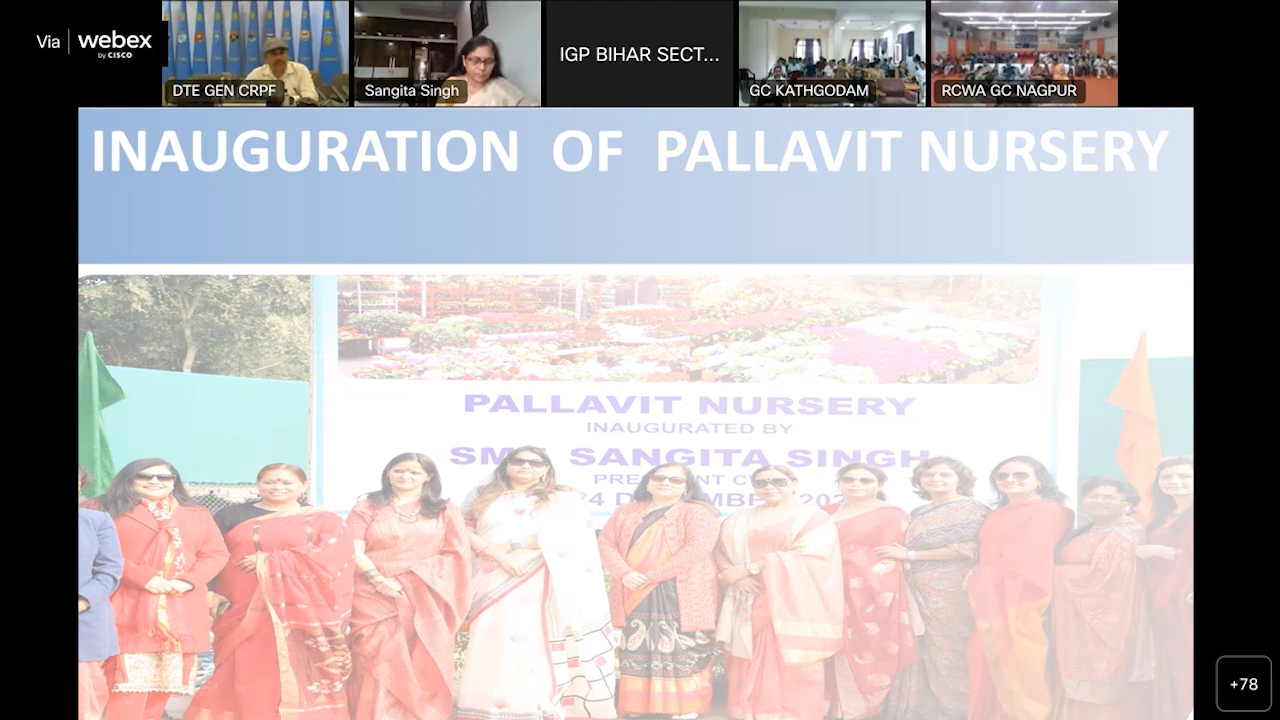 Via webex
by CISCO
DTE GEN CRPF
Sangita Singh
IGP BIHAR SECT...
GC KATHGODAM
RCWA GC NAGPUR
INAUGURATION OF PALLAVIT NURSERY
PALLAVIT NURSERY
INAUGURATED BY
SANGITA SINGH
+78